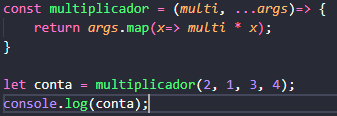 const multiplicador = (multi, ...args)=> {
    return args.map(x=> multi * x);
}
let conta = multiplicador(2, 1, 3, 4);
console.log(conta);